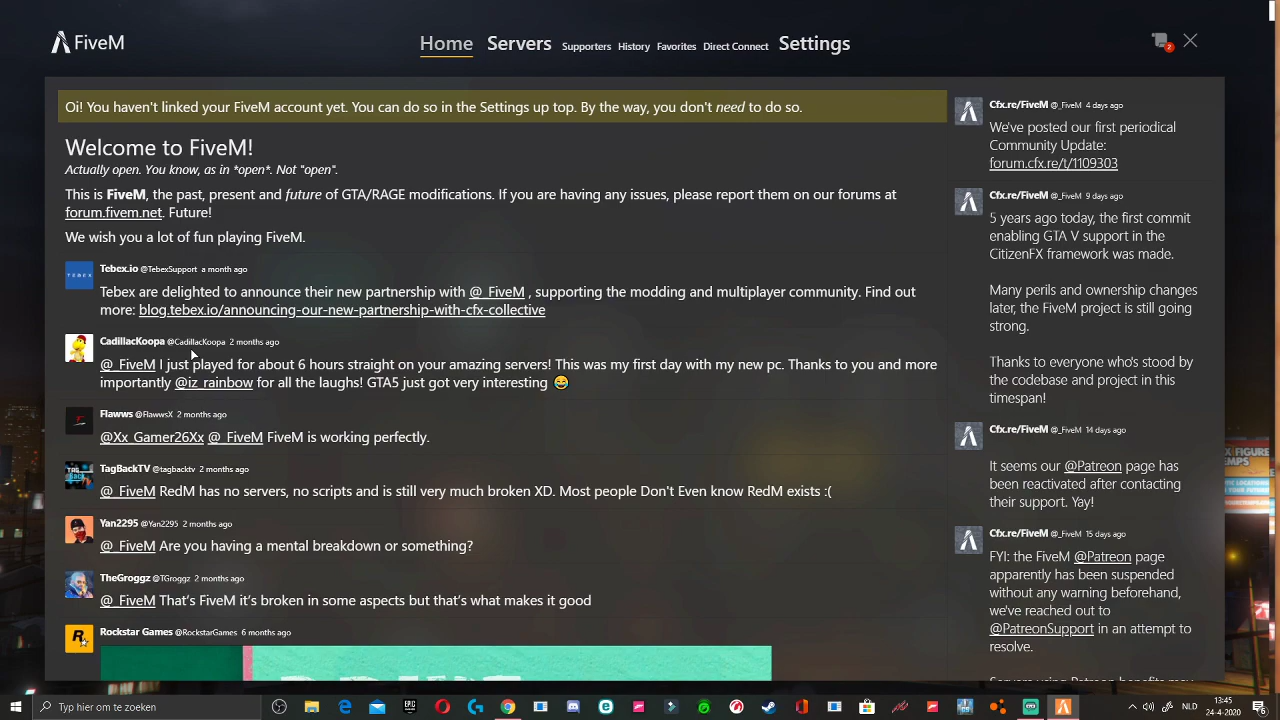 FiveM
Home Servers Supporters History Favorites Direct Connect Settings
2
Oi! You haven't linked your FiveM account yet. You can do so in the Settings up top. By the way, you don't need to do so.
Welcome to FiveM!
Actually open. You know, as in *open*. Not "open".
This is FiveM, the past, present and future of GTA/RAGE modifications. If you are having any issues, please report them on our forums at
forum.fivem.net. Future!
We wish you a lot of fun playing FiveM.
TEBEX
Tebex.io @TebexSupport a month ago
Tebex are delighted to announce their new partnership with @_FiveM , supporting the modding and multiplayer community. Find out
more: blog.tebex.io/announcing-our-new-partnership-with-cfx-collective
CadillacKoopa @CadillacKoopa 2 months ago
@_FiveM I just played for about 6 hours straight on your amazing servers! This was my first day with my new pc. Thanks to you and more
importantly @iz_rainbow for all the laughs! GTA5 just got very interesting 😅
Flawws @FlawwsX 2 months ago
@Xx_Gamer26Xx @_FiveM FiveM is working perfectly.
TagBackTV @tagbacktv 2 months ago
@_FiveM RedM has no servers, no scripts and is still very much broken XD. Most people Don't Even know RedM exists :(
Yan2295 @Yan2295 2 months ago
@_FiveM Are you having a mental breakdown or something?
TheGroggz @TGroggz 2 months ago
@_FiveM That's FiveM it's broken in some aspects but that's what makes it good
Rockstar Games @RockstarGames 6 months ago
Cfx.re/FiveM @_FiveM 4 days ago
We've posted our first periodical
Community Update:
forum.cfx.re/t/1109303
Cfx.re/FiveM @_FiveM 9 days ago
5 years ago today, the first commit
enabling GTA V support in the
CitizenFX framework was made.
Many perils and ownership changes
later, the FiveM project is still going
strong.
Thanks to everyone who's stood by
the codebase and project in this
timespan!
Cfx.re/FiveM @_FiveM 14 days ago
It seems our @Patreon page has
been reactivated after contacting
their support. Yay!
Cfx.re/FiveM @_FiveM 15 days ago
FYI: the FiveM @Patreon page
apparently has been suspended
without any warning beforehand,
we've reached out to
@PatreonSupport in an attempt to
resolve.
Servers using Patreon benefits may
Typ hier om te zoeken
EPIC
NLD
13:45
24-4-2020
6